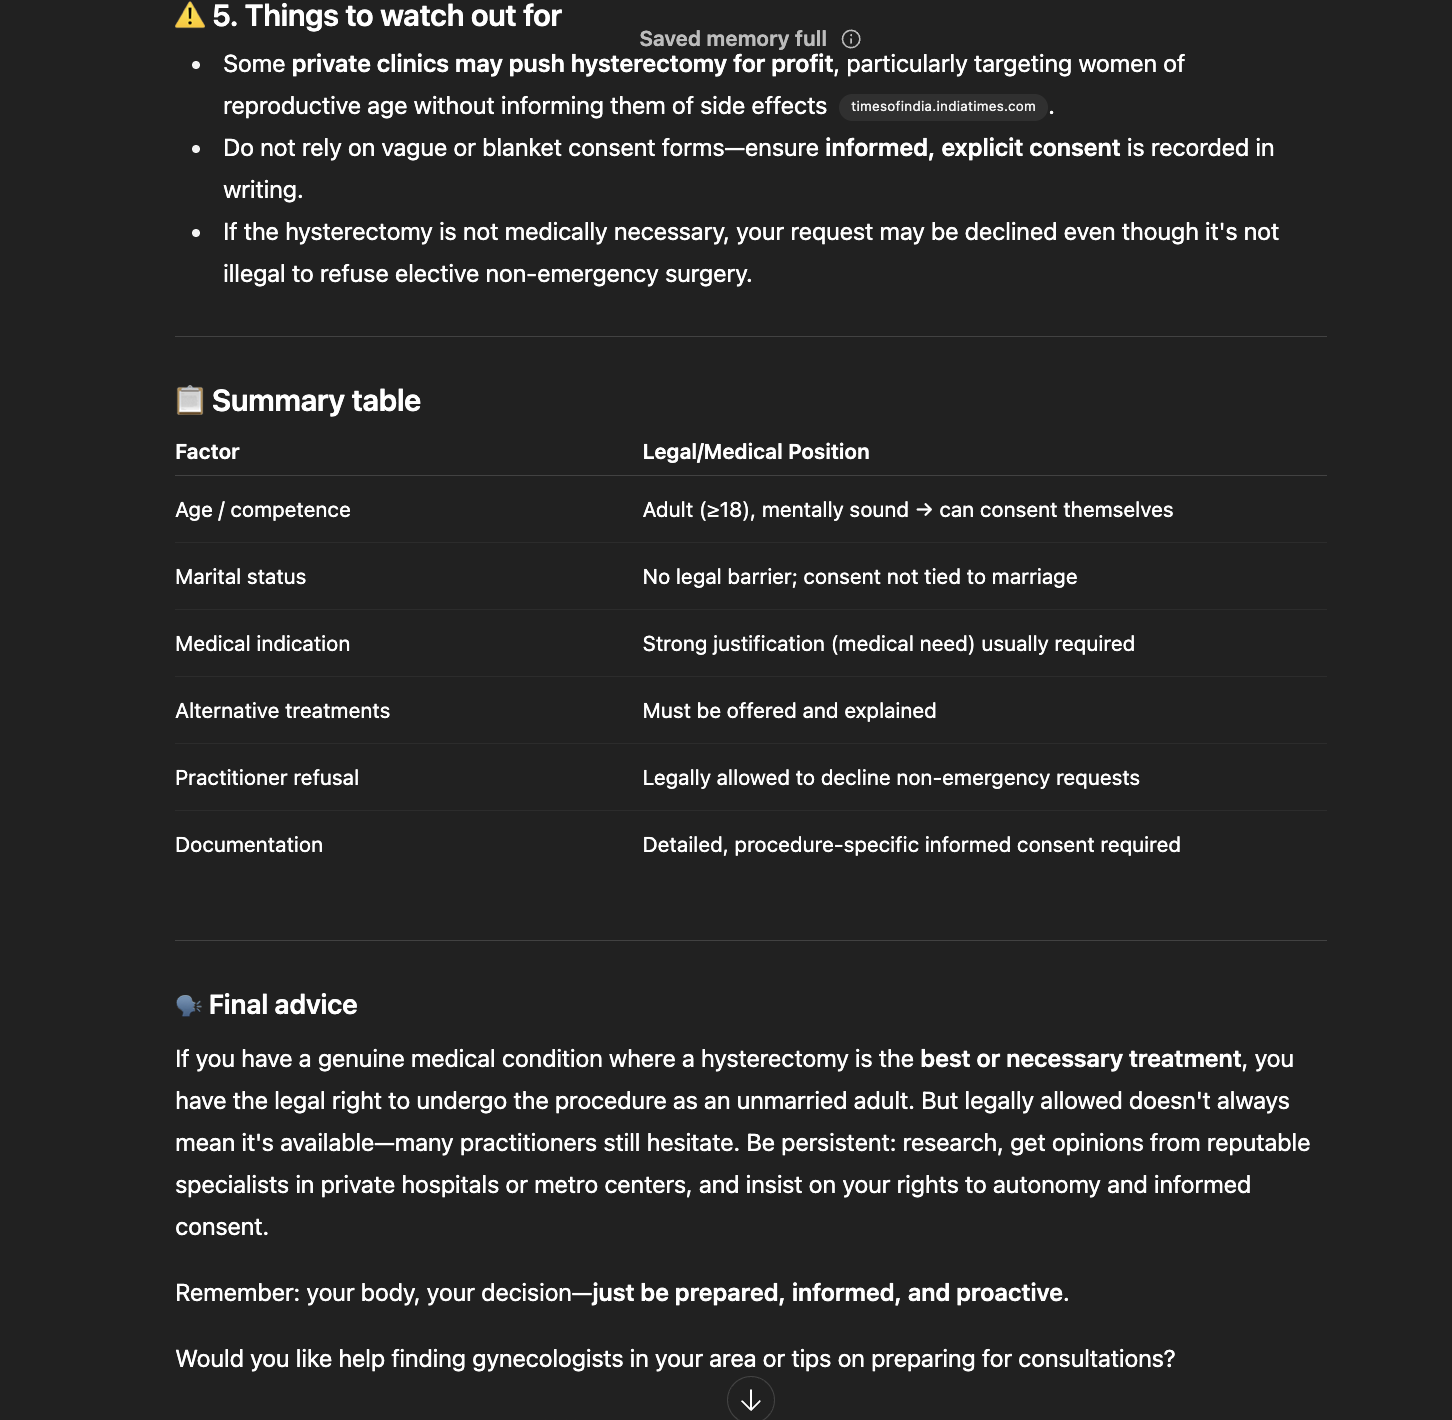 ⚠️ 5. Things to watch out for
Saved memory full
• Some private clinics may push hysterectomy for profit, particularly targeting women of
reproductive age without informing them of side effects timesofindia.indiatimes.com .
• Do not rely on vague or blanket consent forms—ensure informed, explicit consent is recorded in
writing.
• If the hysterectomy is not medically necessary, your request may be declined even though it's not
illegal to refuse elective non-emergency surgery.
📋 Summary table
Factor Legal/Medical Position
Age / competence Adult (≥18), mentally sound → can consent themselves
Marital status No legal barrier; consent not tied to marriage
Medical indication Strong justification (medical need) usually required
Alternative treatments Must be offered and explained
Practitioner refusal Legally allowed to decline non-emergency requests
Documentation Detailed, procedure-specific informed consent required
🗣️ Final advice
If you have a genuine medical condition where a hysterectomy is the best or necessary treatment, you
have the legal right to undergo the procedure as an unmarried adult. But legally allowed doesn't always
mean it's available—many practitioners still hesitate. Be persistent: research, get opinions from reputable
specialists in private hospitals or metro centers, and insist on your rights to autonomy and informed
consent.
Remember: your body, your decision—just be prepared, informed, and proactive.
Would you like help finding gynecologists in your area or tips on preparing for consultations?